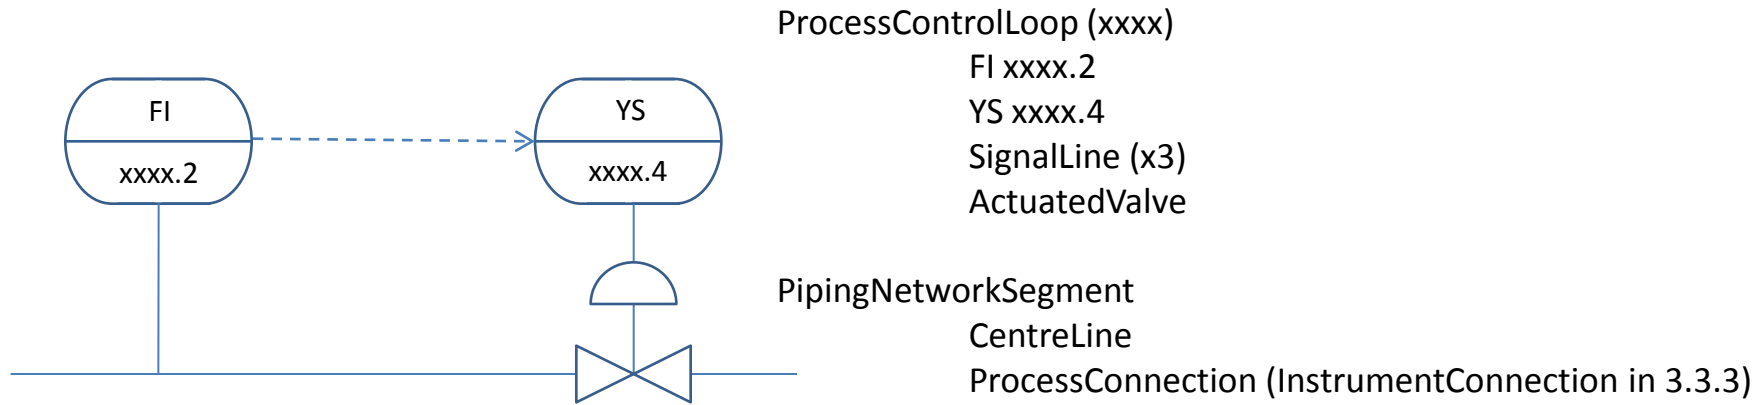 FI
xxxx.2
YS
xxxx.4
ProcessControlLoop (xxxx)
FI xxxx.2
YS xxxx.4
SignalLine (x3)
ActuatedValve
PipingNetworkSegment
CentreLine
ProcessConnection (InstrumentConnection in 3.3.3)